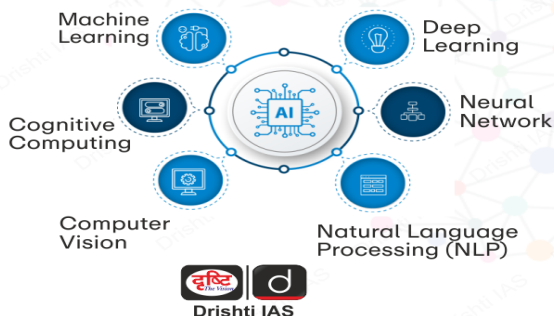 Machine
Learning
Deep
Learning
AI
Cognitive
Computing
Neural
Network
Computer
Vision
Natural Language
Processing (NLP)
दृष्टि
The Vision
d
Drishti IAS